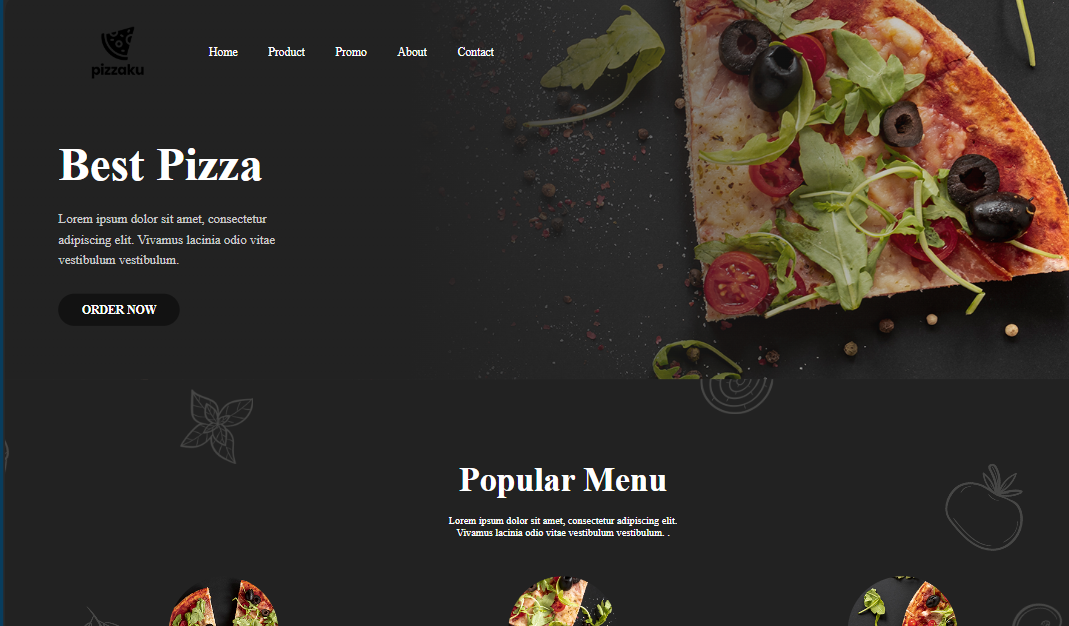 pizzaku
Home Product Promo About Contact
Best Pizza
Lorem ipsum dolor sit amet, consectetur
adipiscing elit. Vivamus lacinia odio vitae
vestibulum vestibulum.
ORDER NOW
Popular Menu
Lorem ipsum dolor sit amet, consectetur adipiscing elit.
Vivamus lacinia odio vitae vestibulum vestibulum. .